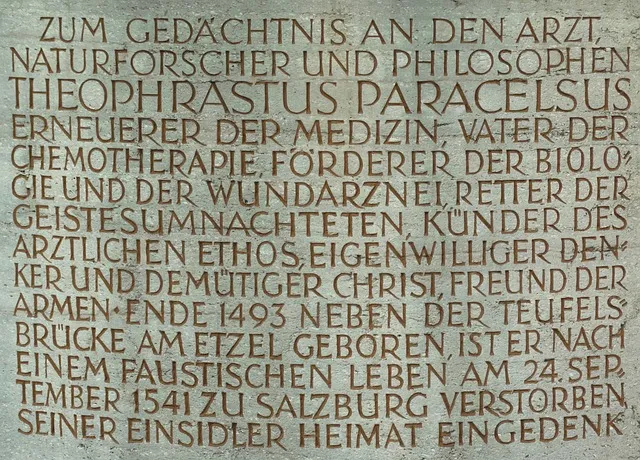 ZUM GEDÄCHTNIS AN DEN ARZT,
NATURFORSCHER UND PHILOSOPHEN
THEOPHRASTUS PARACELSUS
ERNEUERER DER MEDIZIN, VATER DER
CHEMOTHERAPIE, FÖRDERER DER BIOLO-
GIE UND DER WUNDARZNEI, RETTER DER
GEISTESUMNACHTETEN, KÜNDER DES
ARZTLICHEN ETHOS, EIGENWILLIGER DEN-
KER UND DEMÜTIGER CHRIST, FREUND DER
ARMEN· ENDE 1493 NEBEN DER TEUFELS-
BRÜCKE AM ETZEL GEBOREN, IST ER NACH
EINEM FAUSTISCHEN LEBEN, AM 24. SEP-
TEMBER 1541 ZU SALZBURG VERSTORBEN,
SEINER EINSIDLER HEIMAT EINGEDENK